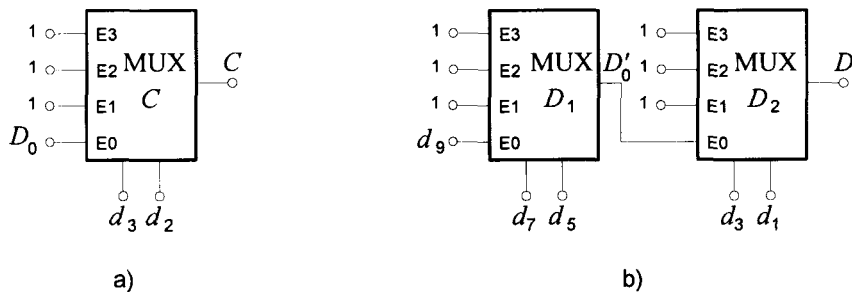 1 E3
1 E2 MUX C
1 E1 C
D₀ E0
d₃ d₂
a)
1 E3 1 E3
1 E2 MUX D₀′ 1 E2 MUX D
1 E1 D₁ 1 E1 D₂
d₉ E0 E0
d₇ d₅ d₃ d₁
b)